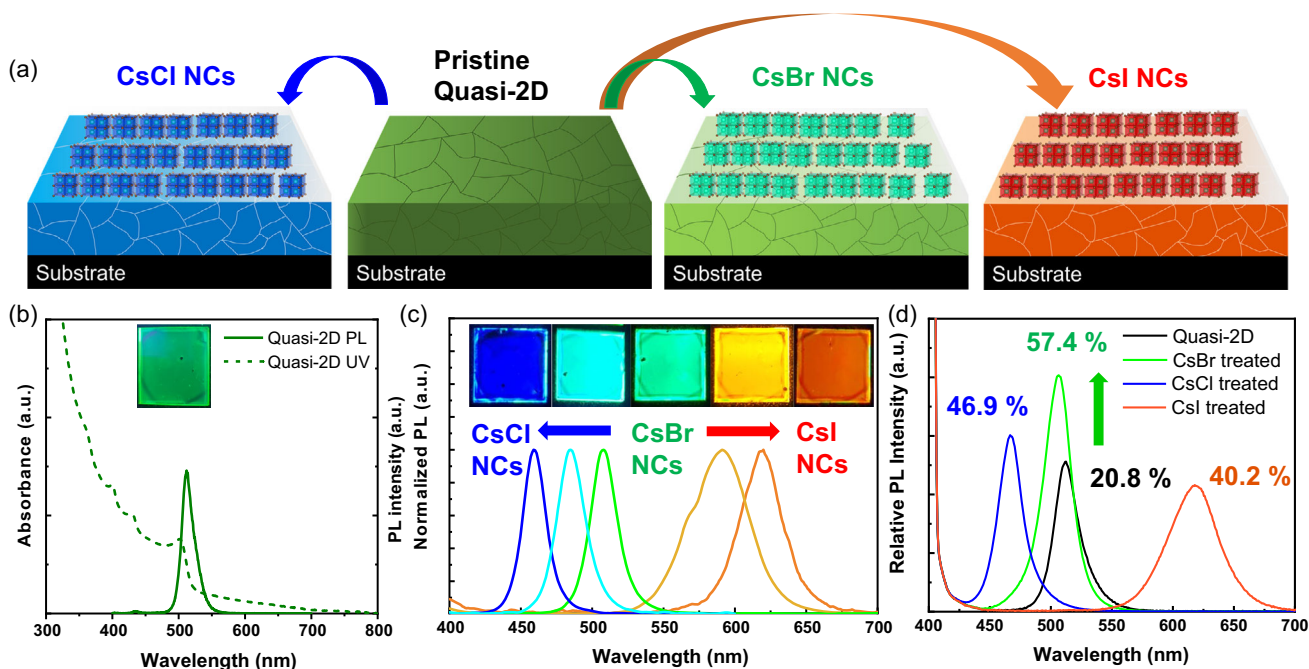 (a)
CsCl NCs
Pristine
Quasi-2D
CsBr NCs
CsI NCs
Substrate
Substrate
Substrate
Substrate
(b)
Absorbance (a.u.)
Quasi-2D PL
Quasi-2D UV
PL intensity (a.u.)
300 400 500 600 700 800
Wavelength (nm)
(c)
Normalized PL (a.u.)
CsCl
NCs
CsBr
NCs
CsI
NCs
400 450 500 550 600 650 700
Wavelength (nm)
(d)
Relative PL Intensity (a.u.)
57.4 %
Quasi-2D
CsBr treated
CsCl treated
CsI treated
46.9 %
20.8 %
40.2 %
400 450 500 550 600 650 700
Wavelength (nm)